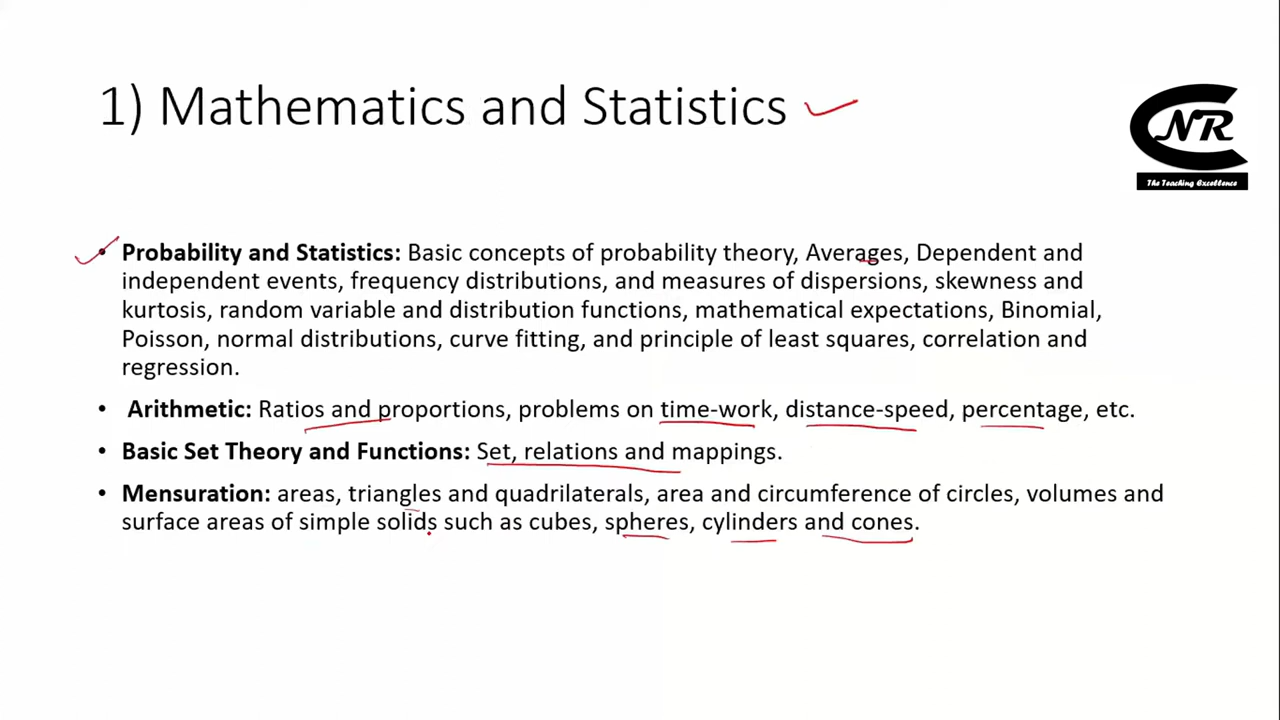 1) Mathematics and Statistics
NR
The Teaching Excellence
• Probability and Statistics: Basic concepts of probability theory, Averages, Dependent and
independent events, frequency distributions, and measures of dispersions, skewness and
kurtosis, random variable and distribution functions, mathematical expectations, Binomial,
Poisson, normal distributions, curve fitting, and principle of least squares, correlation and
regression.
• Arithmetic: Ratios and proportions, problems on time-work, distance-speed, percentage, etc.
• Basic Set Theory and Functions: Set, relations and mappings.
• Mensuration: areas, triangles and quadrilaterals, area and circumference of circles, volumes and
surface areas of simple solids such as cubes, spheres, cylinders and cones.